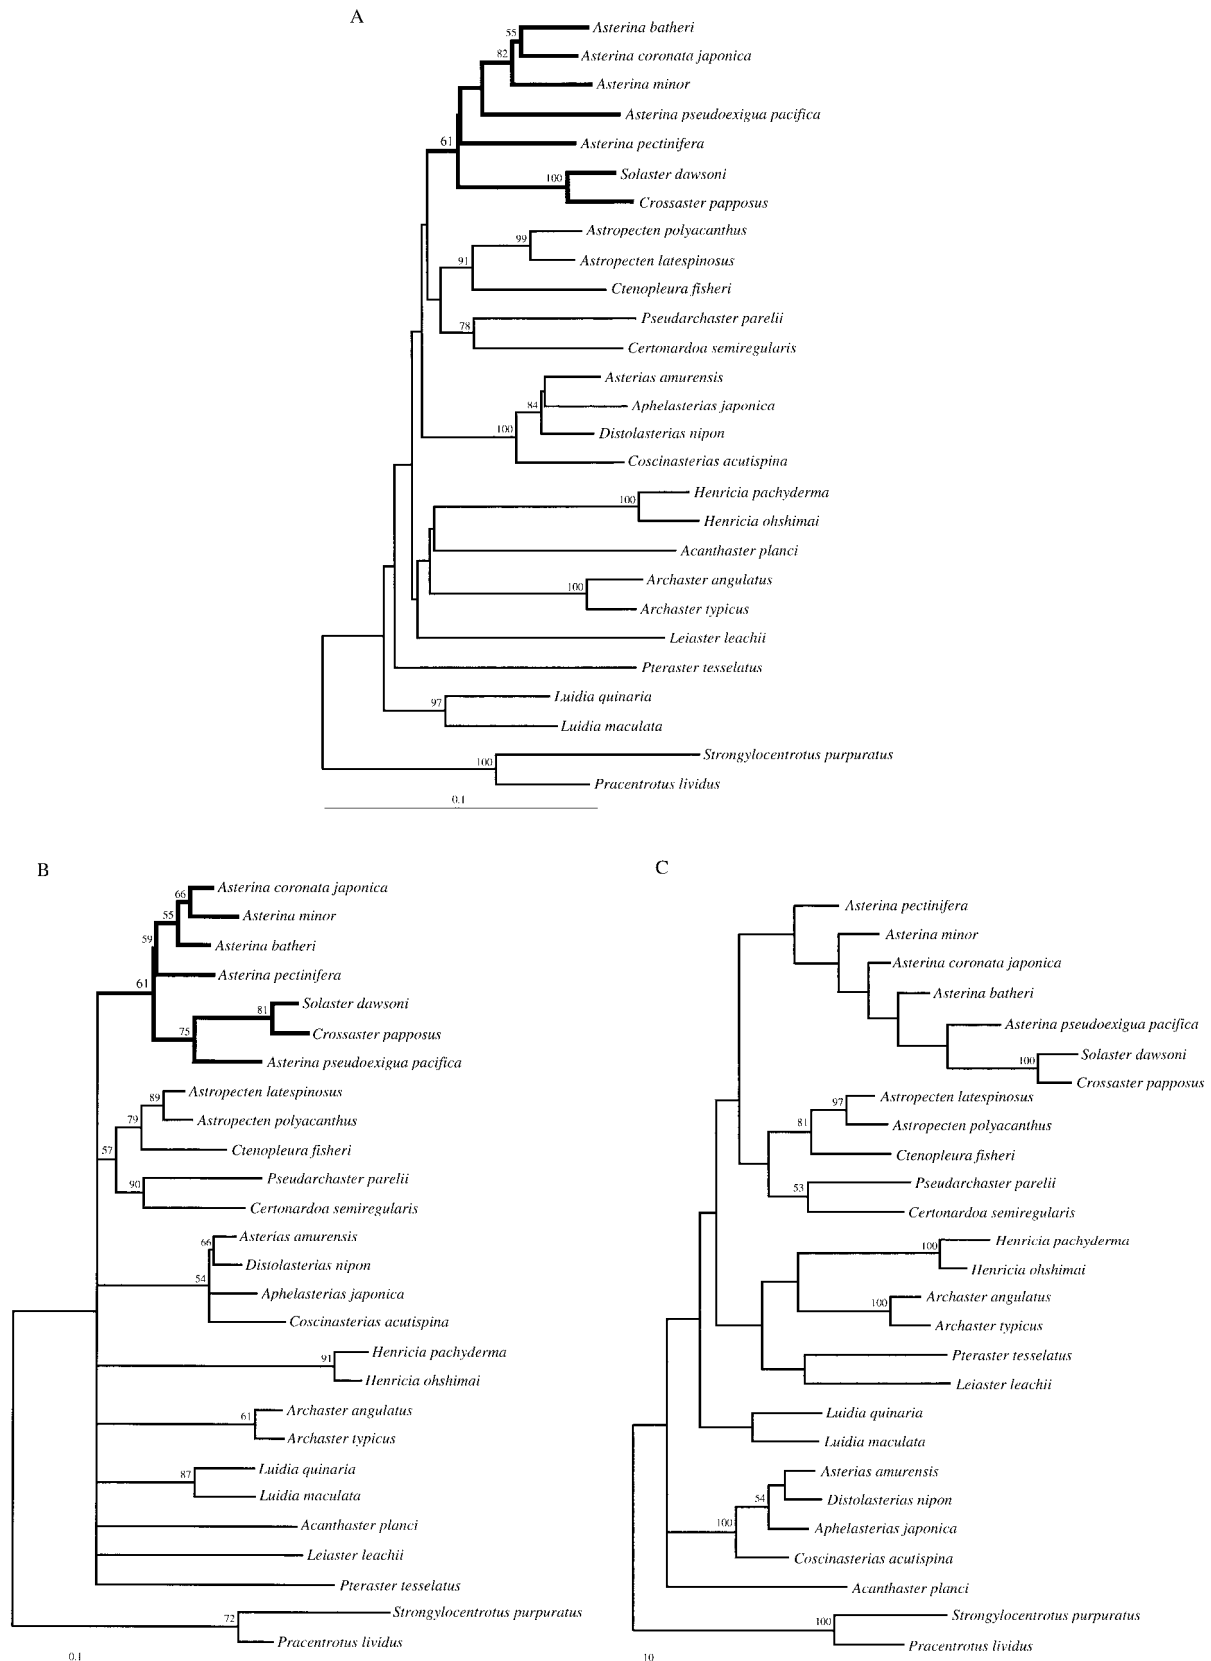 A
Asterina batheri
55
Asterina coronata japonica
82
Asterina minor
Asterina pseudoexigua pacifica
61
Asterina pectinifera
Solaster dawsoni
100
Crossaster papposus
Astropecten polyacanthus
99
Astropecten latespinosus
91
Ctenopleura fisheri
Pseudarchaster parelii
78
Certonardoa semiregularis
Asterias amurensis
84
Aphelasterias japonica
Distolasterias nipon
100
Coscinasterias acutispina
Henricia pachyderma
100
Henricia ohshimai
Acanthaster planci
Archaster angulatus
100
Archaster typicus
Leiaster leachii
Pteraster tesselatus
Luidia quinaria
97
Luidia maculata
Strongylocentrotus purpuratus
100
Pracentrotus lividus
0.1
B
Asterina coronata japonica
66
Asterina minor
55
Asterina batheri
59
Asterina pectinifera
61
Solaster dawsoni
81
Crossaster papposus
75
Asterina pseudoexigua pacifica
Astropecten latespinosus
89
Astropecten polyacanthus
79
Ctenopleura fisheri
57
Pseudarchaster parelii
90
Certonardoa semiregularis
Asterias amurensis
66
Distolasterias nipon
54
Aphelasterias japonica
Coscinasterias acutispina
Henricia pachyderma
91
Henricia ohshimai
Archaster angulatus
61
Archaster typicus
Luidia quinaria
87
Luidia maculata
Acanthaster planci
Leiaster leachii
Pteraster tesselatus
Strongylocentrotus purpuratus
72
Pracentrotus lividus
0.1
C
Asterina pectinifera
Asterina minor
Asterina coronata japonica
Asterina batheri
Asterina pseudoexigua pacifica
Solaster dawsoni
100
Crossaster papposus
Astropecten latespinosus
97
Astropecten polyacanthus
81
Ctenopleura fisheri
Pseudarchaster parelii
53
Certonardoa semiregularis
Henricia pachyderma
100
Henricia ohshimai
Archaster angulatus
100
Archaster typicus
Pteraster tesselatus
Leiaster leachii
Luidia quinaria
Luidia maculata
Asterias amurensis
54
Distolasterias nipon
100
Aphelasterias japonica
Coscinasterias acutispina
Acanthaster planci
Strongylocentrotus purpuratus
100
Pracentrotus lividus
10